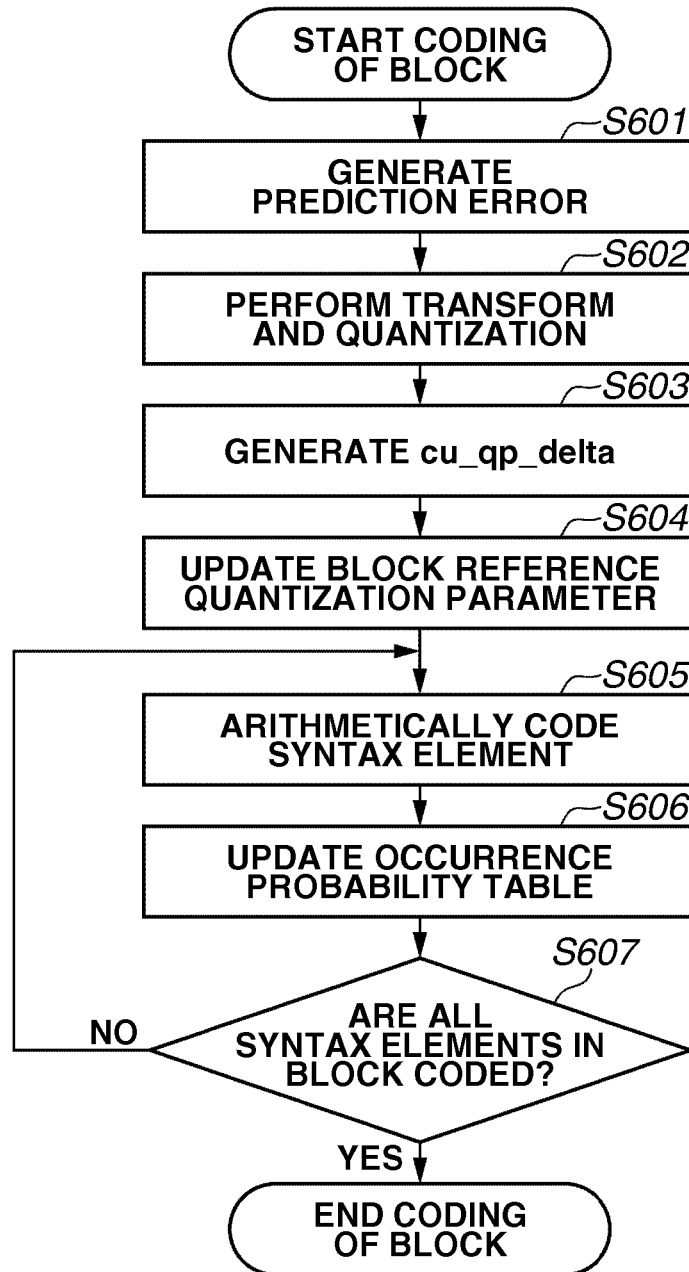 START CODING
OF BLOCK
S601
GENERATE
PREDICTION ERROR
S602
PERFORM TRANSFORM
AND QUANTIZATION
S603
GENERATE cu_qp_delta
S604
UPDATE BLOCK REFERENCE
QUANTIZATION PARAMETER
S605
ARITHMETICALLY CODE
SYNTAX ELEMENT
S606
UPDATE OCCURRENCE
PROBABILITY TABLE
S607
ARE ALL
SYNTAX ELEMENTS IN
BLOCK CODED?
NO
YES
END CODING
OF BLOCK